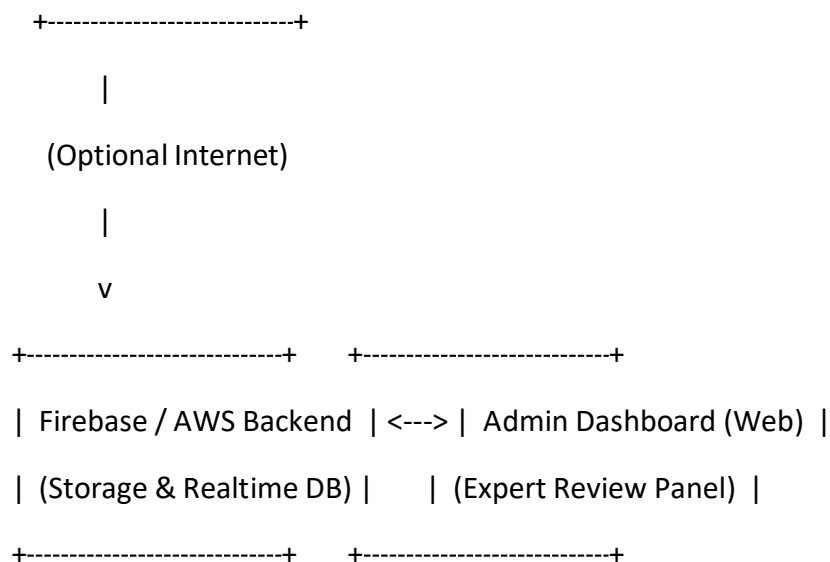 +-----------------------------+
|
(Optional Internet)
|
v
+------------------------------+ +-----------------------------+
| Firebase / AWS Backend | <---> | Admin Dashboard (Web) |
| (Storage & Realtime DB) | | (Expert Review Panel) |
+------------------------------+ +-----------------------------+